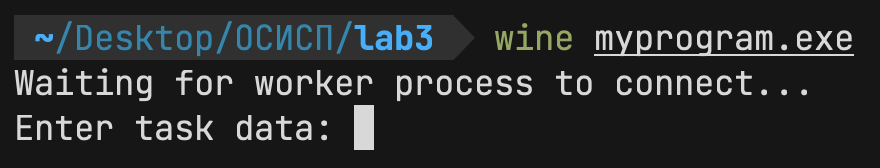 ~/Desktop/ОСИСП/lab3 wine myprogram.exe
Waiting for worker process to connect...
Enter task data: